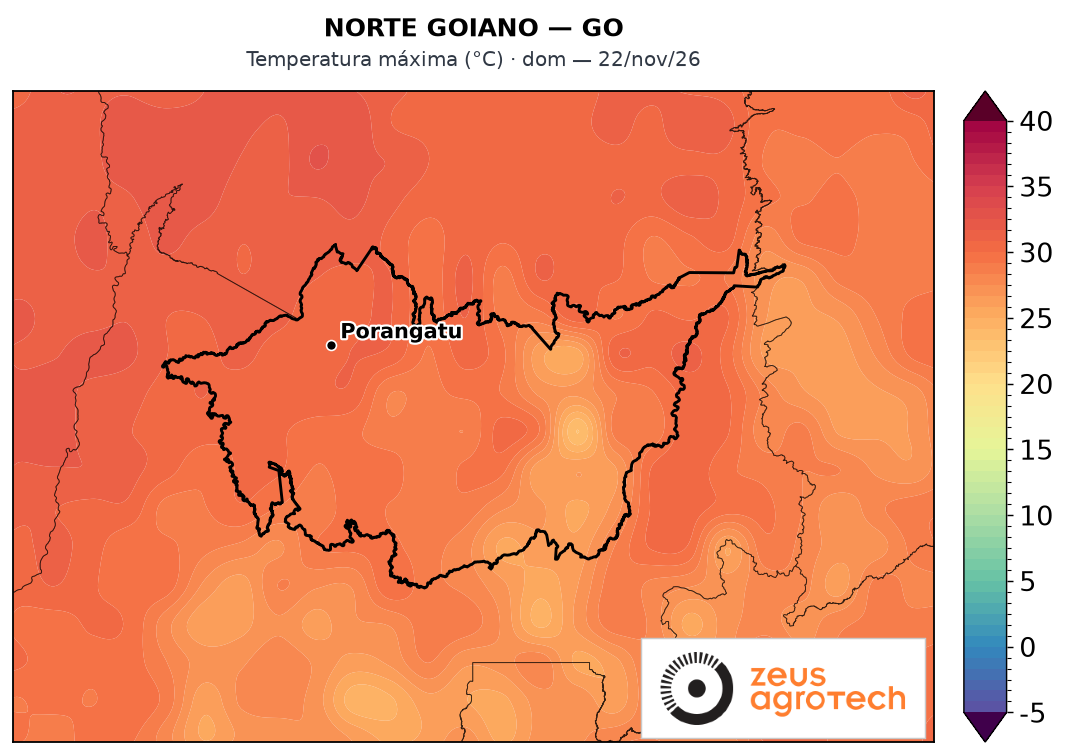 NORTE GOIANO — GO
Temperatura máxima (°C) · dom — 22/nov/26
Porangatu
40
35
30
25
20
15
10
5
0
-5
zeus
agrotech